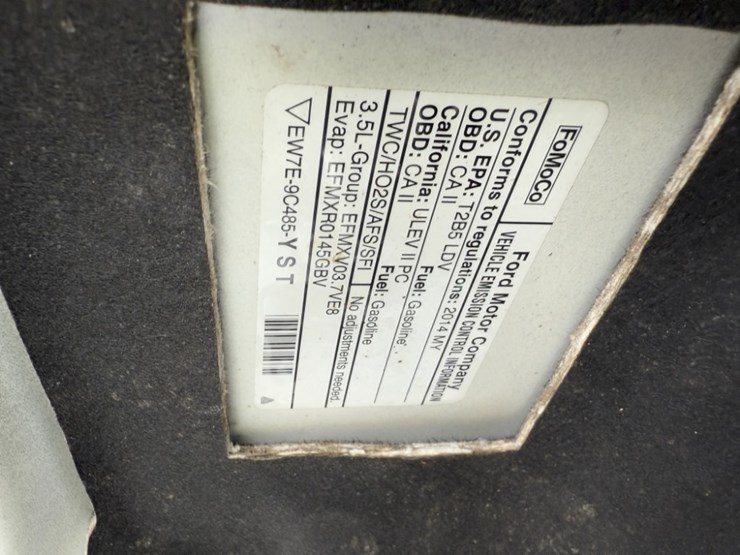 FoMoCo
Ford Motor Company
VEHICLE EMISSION CONTROL INFORMATION
Conforms to regulations: 2014 MY
U.S. EPA: T2B5 LDV
OBD: CA II Fuel: Gasoline
California: ULEV II PC
OBD: CA II Fuel: Gasoline
TWC/HO2S/AFS/SFI No adjustments needed.
3.5L-Group: EFMXV03.7VE8
Evap: EFMXR0145GBV
EW7E-9C485-Y S T